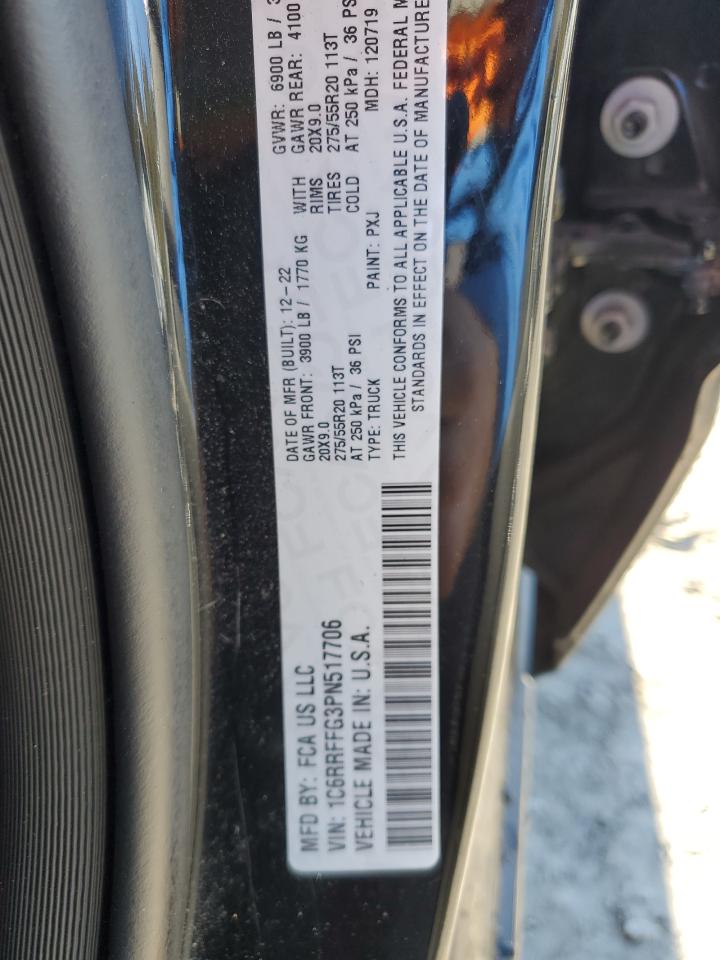 MFD BY: FCA US LLC
DATE OF MFR (BUILT): 12-22
GVWR: 6900 LB /
GAWR FRONT: 3900 LB / 1770 KG WITH
GAWR REAR: 4100
20X9.0 RIMS 20X9.0
275/55R20 113T TIRES 275/55R20 113T
AT 250 kPa / 36 PSI COLD AT 250 kPa / 36 PS
VIN: 1C6RRFFG3PN517706
TYPE: TRUCK PAINT: PXJ MDH: 120719
VEHICLE MADE IN: U.S.A.
THIS VEHICLE CONFORMS TO ALL APPLICABLE U.S.A. FEDERAL M
STANDARDS IN EFFECT ON THE DATE OF MANUFACTURE